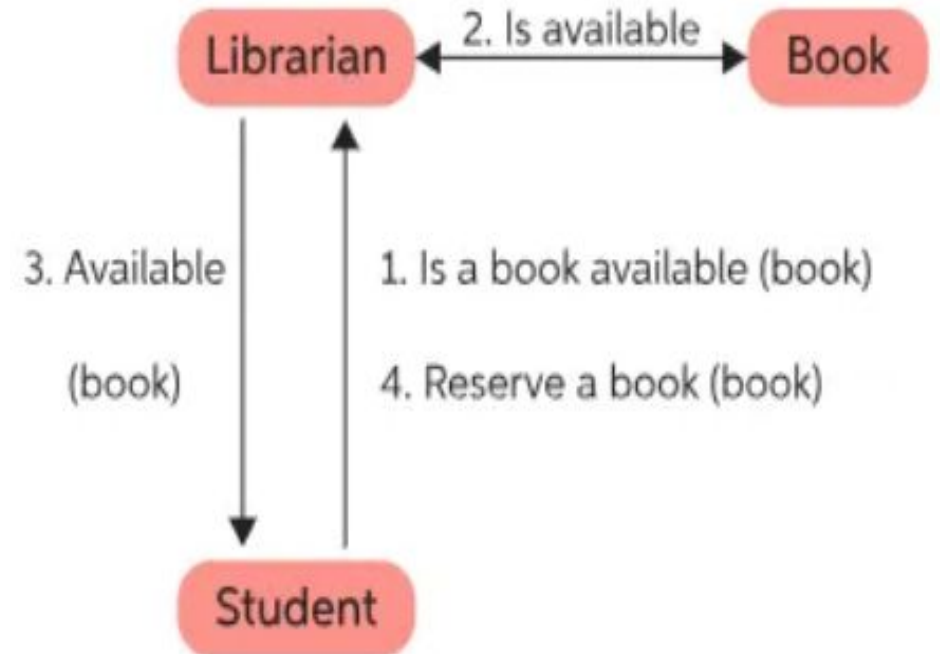 2. Is available
Librarian
Book
3. Available
1. Is a book available (book)
(book)
4. Reserve a book (book)
Student